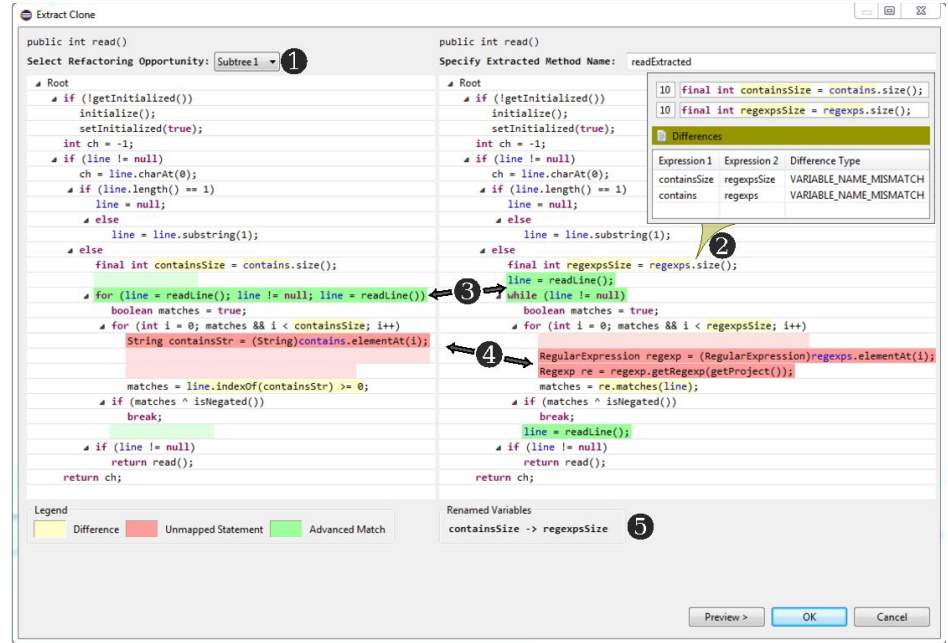 Extract Clone
public int read()
Select Refactoring Opportunity: Subtree 1 1
Root
if (!getInitialized())
initialize();
setInitialized(true);
int ch = -1;
if (line != null)
ch = line.charAt(0);
if (line.length() == 1)
line = null;
else
line = line.substring(1);
else
final int containsSize = contains.size();
for (line = readLine(); line != null; line = readLine())
boolean matches = true;
for (int i = 0; matches && i < containsSize; i++)
String containsStr = (String)contains.elementAt(i);
matches = line.indexOf(containsStr) >= 0;
if (matches ^ isNegated())
break;
if (line != null)
return read();
return ch;
3
4
public int read()
Specify Extracted Method Name: readExtracted
Root
if (!getInitialized())
initialize();
setInitialized(true);
int ch = -1;
if (line != null)
ch = line.charAt(0);
if (line.length() == 1)
line = null;
else
line = line.substring(1);
else
final int regexpsSize = regexps.size();
line = readLine();
while (line != null)
boolean matches = true;
for (int i = 0; matches && i < regexpsSize; i++)
RegularExpression regexp = (RegularExpression)regexps.elementAt(i);
Regexp re = regexp.getRegexp(getProject());
matches = re.matches(line);
if (matches ^ isNegated())
break;
line = readLine();
if (line != null)
return read();
return ch;
10 final int containsSize = contains.size();
10 final int regexpsSize = regexps.size();
Differences
Expression 1 Expression 2 Difference Type
containsSize regexpsSize VARIABLE_NAME_MISMATCH
contains regexps VARIABLE_NAME_MISMATCH
2
Legend
Difference Unmapped Statement Advanced Match
Renamed Variables
containsSize -> regexpsSize 5
Preview > OK Cancel